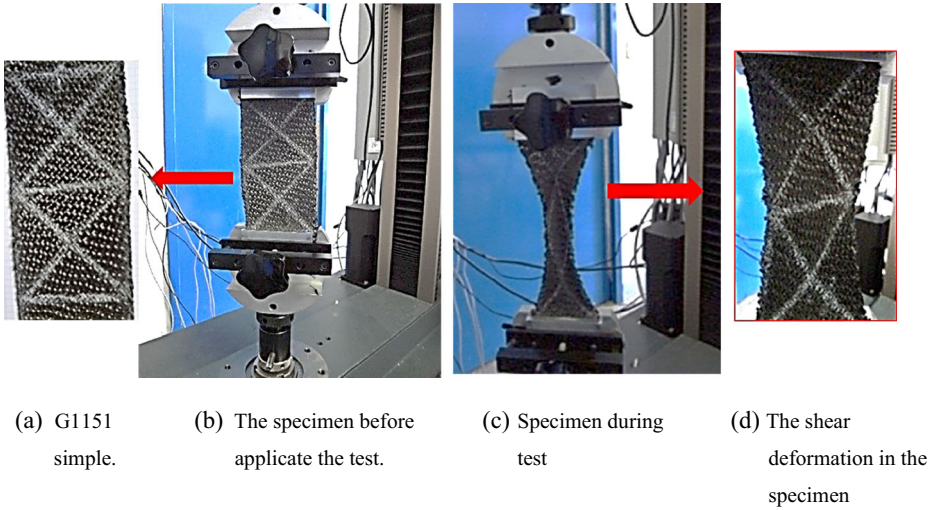 (a) G1151
simple.
(b) The specimen before
applicate the test.
(c) Specimen during
test
(d) The shear
deformation in the
specimen